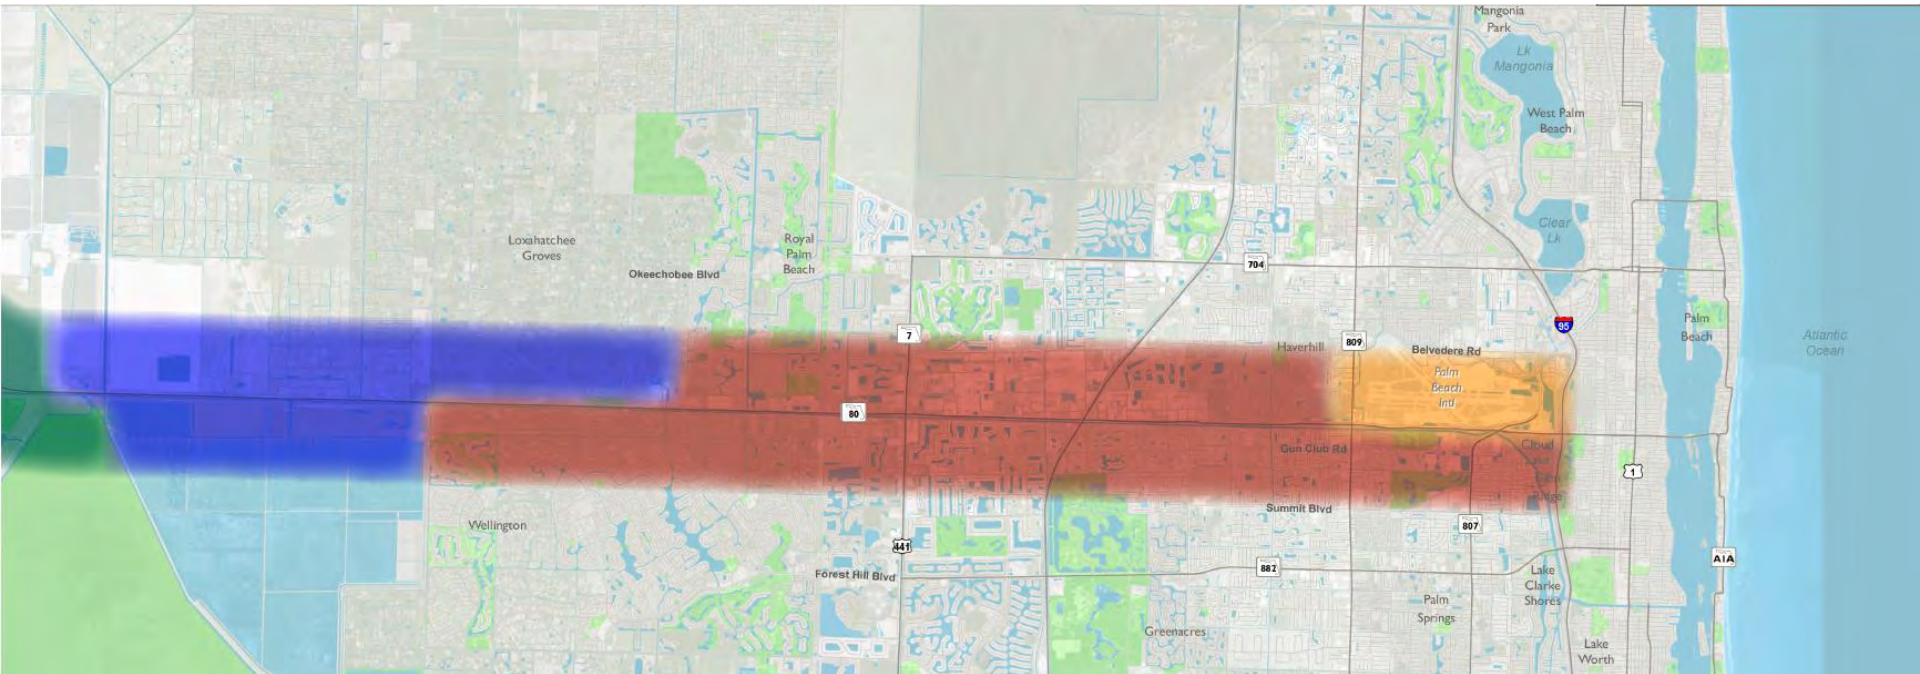 Mangonia
Park
Lk
Mangonia
West Palm
Beach
Clear
Lk
Loxahatchee
Groves
Royal
Palm
Beach
Okeechobee Blvd
704
7
95
Palm
Beach
Atlantic
Ocean
Haverhill
809
Belvedere Rd
Palm
Beach
Intl
80
Gun Club Rd
Cloud
Ridge
1
Summit Blvd
807
Wellington
441
Forest Hill Blvd
882
A1A
Lake
Clarke
Shores
Palm
Springs
Greenacres
Lake
Worth